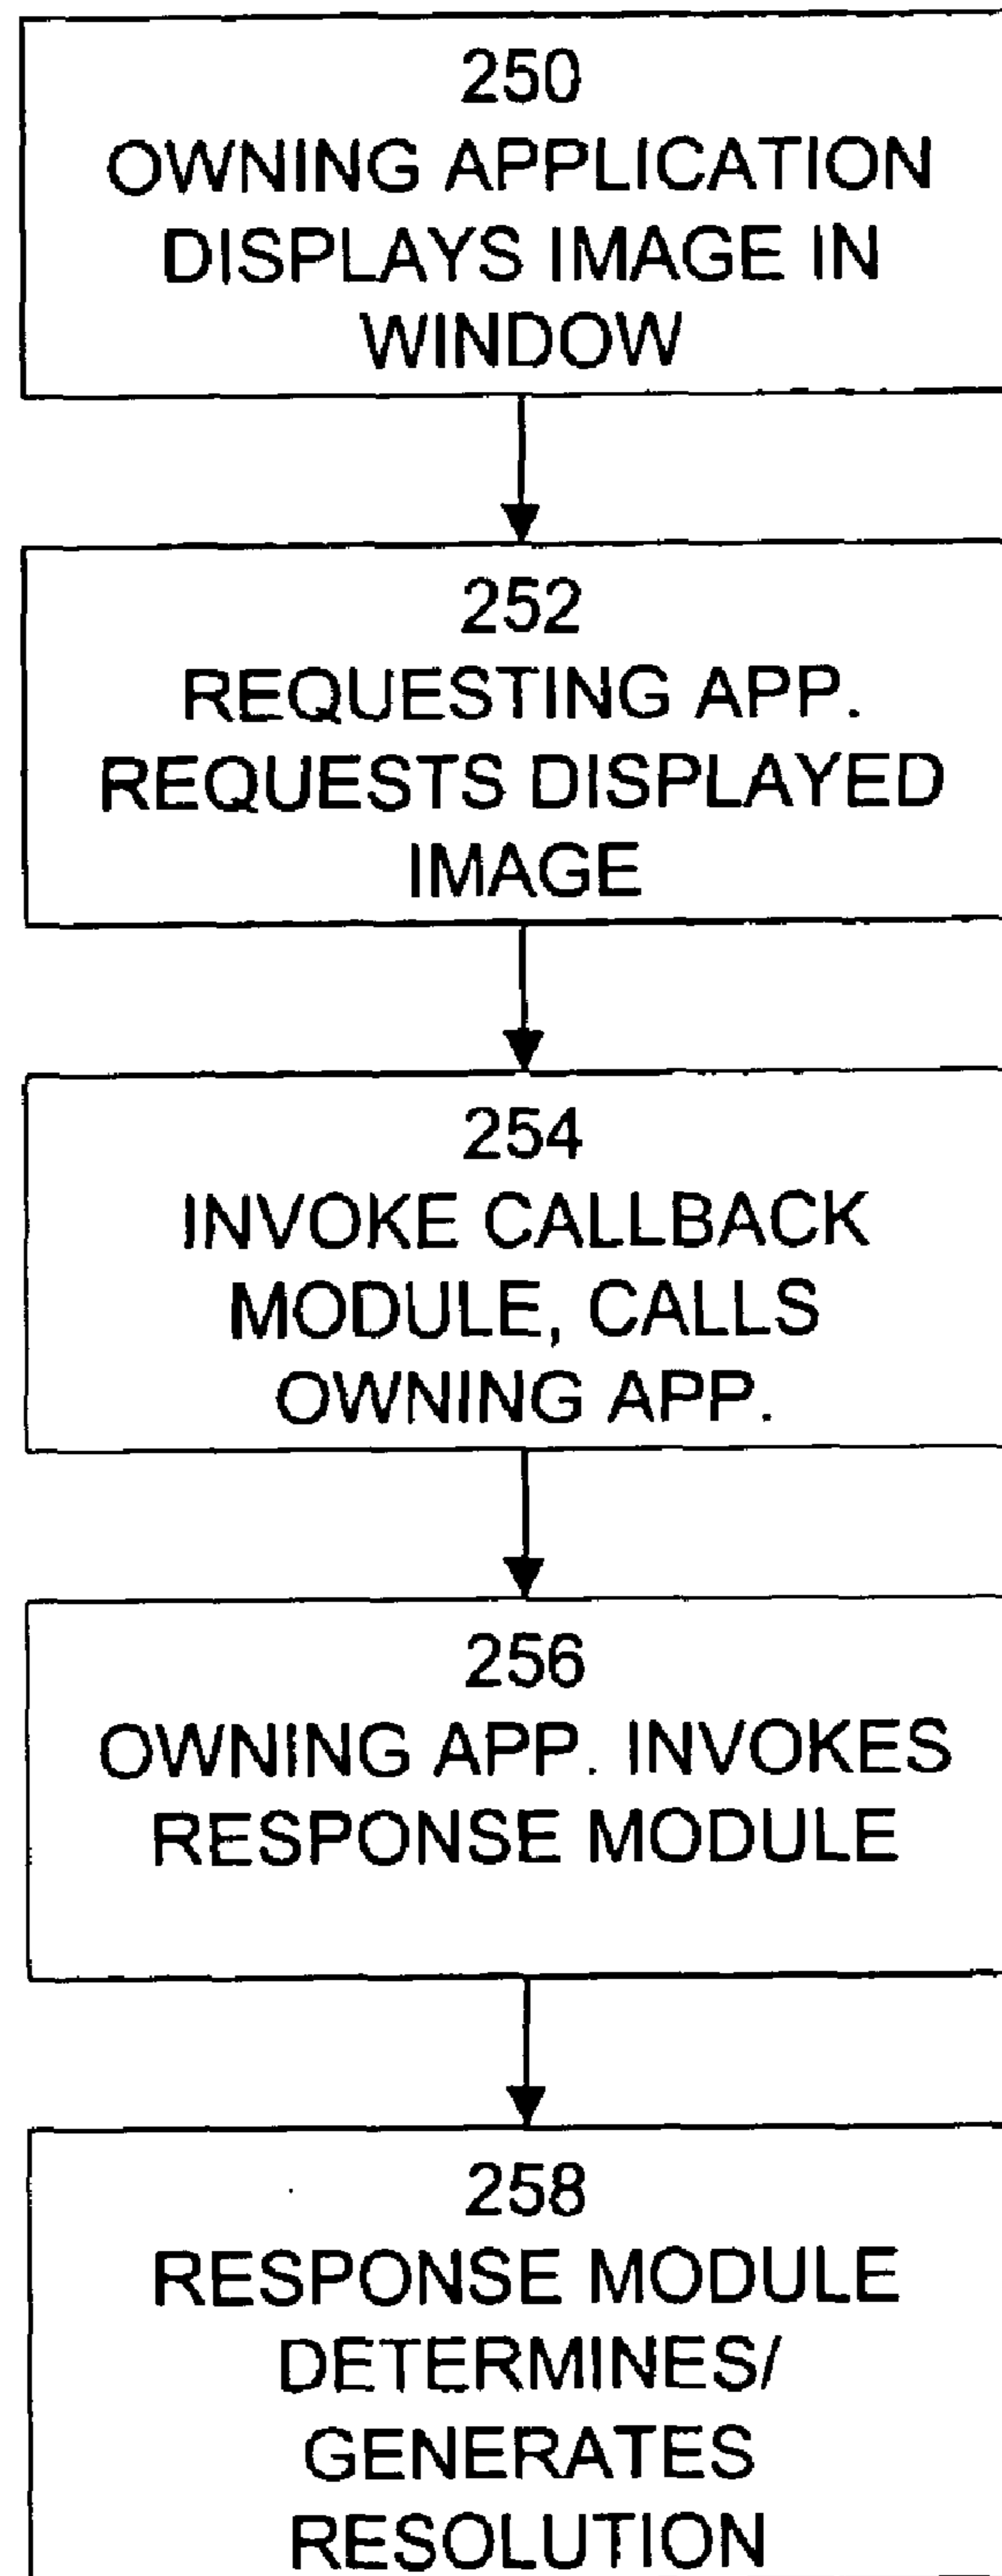 250
OWNING APPLICATION
DISPLAYS IMAGE IN
WINDOW
252
REQUESTING APP.
REQUESTS DISPLAYED
IMAGE
254
INVOKE CALLBACK
MODULE, CALLS
OWNING APP.
256
OWNING APP. INVOKES
RESPONSE MODULE
258
RESPONSE MODULE
DETERMINES/
GENERATES
RESOLUTION